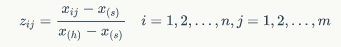 z_{ij} = \frac{x_{ij} - x_{(s)}}{x_{(h)} - x_{(s)}} \quad i = 1, 2, \ldots, n, j = 1, 2, \ldots, m